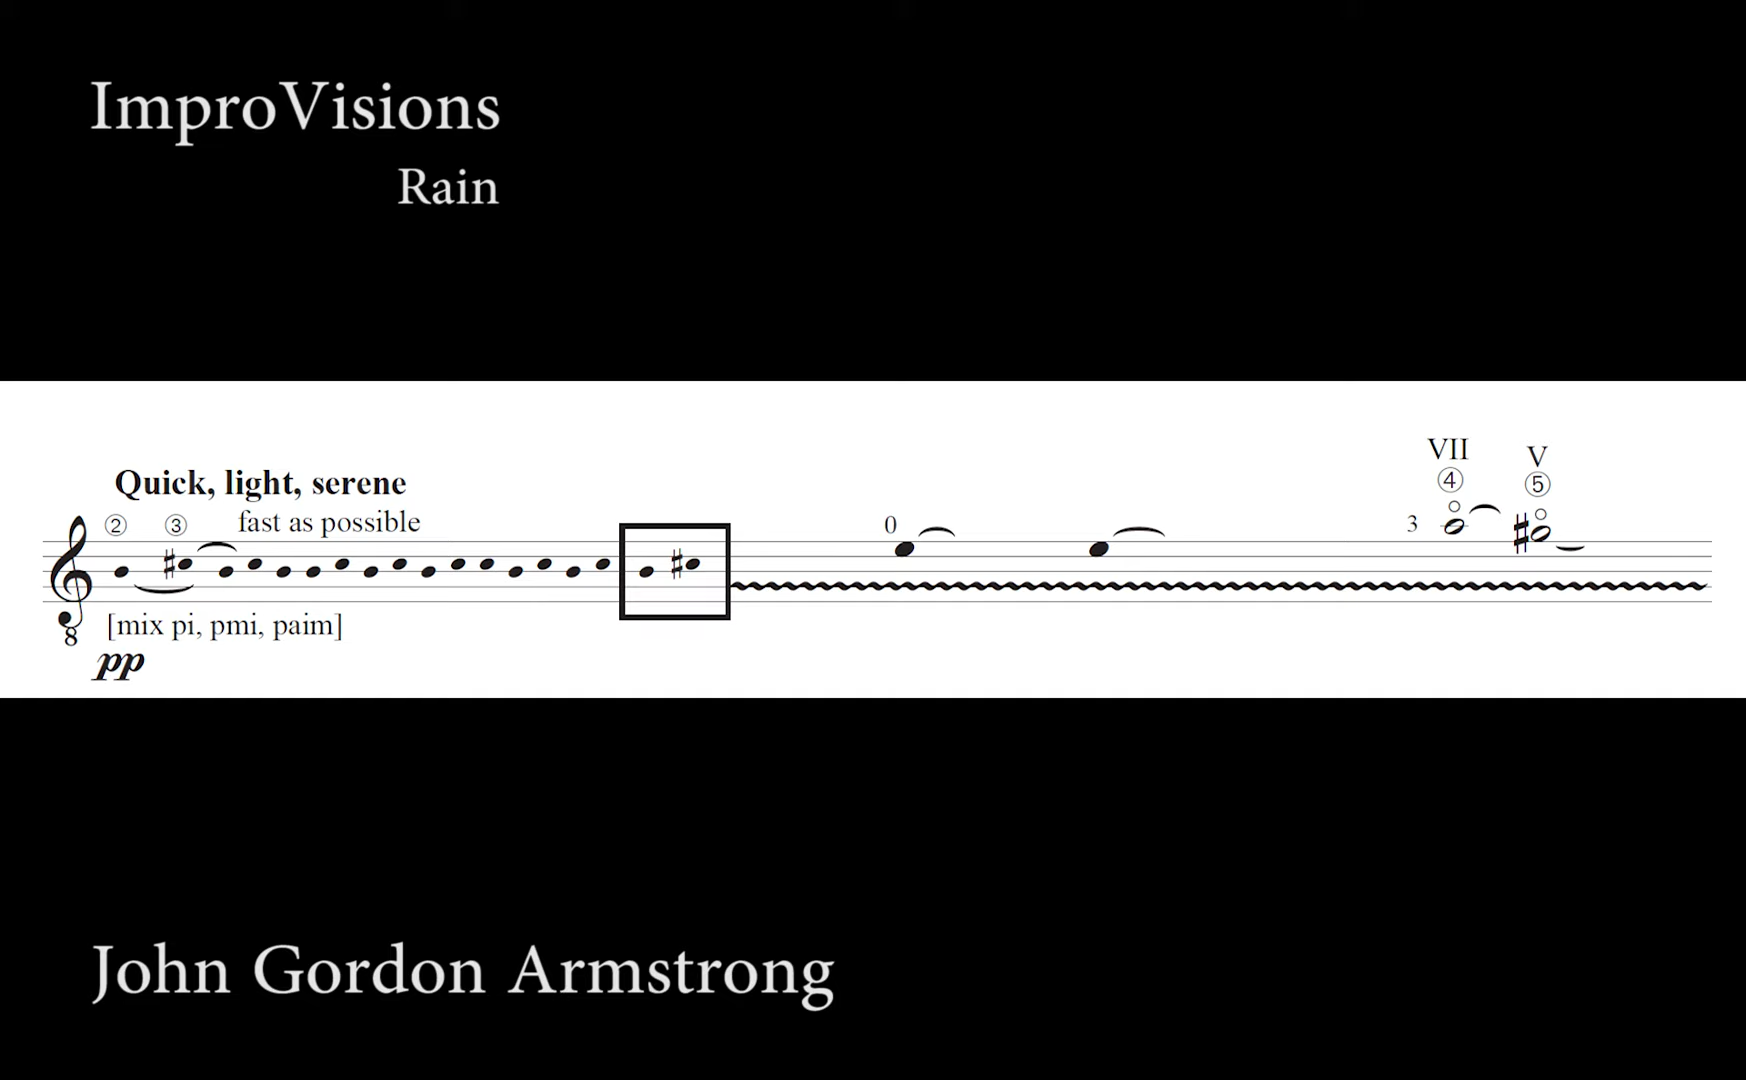 ImproVisions
Rain
VII V
④ ⑤
Quick, light, serene
② ③ fast as possible 0 3
8
[mix pi, pmi, paim]
pp
John Gordon Armstrong